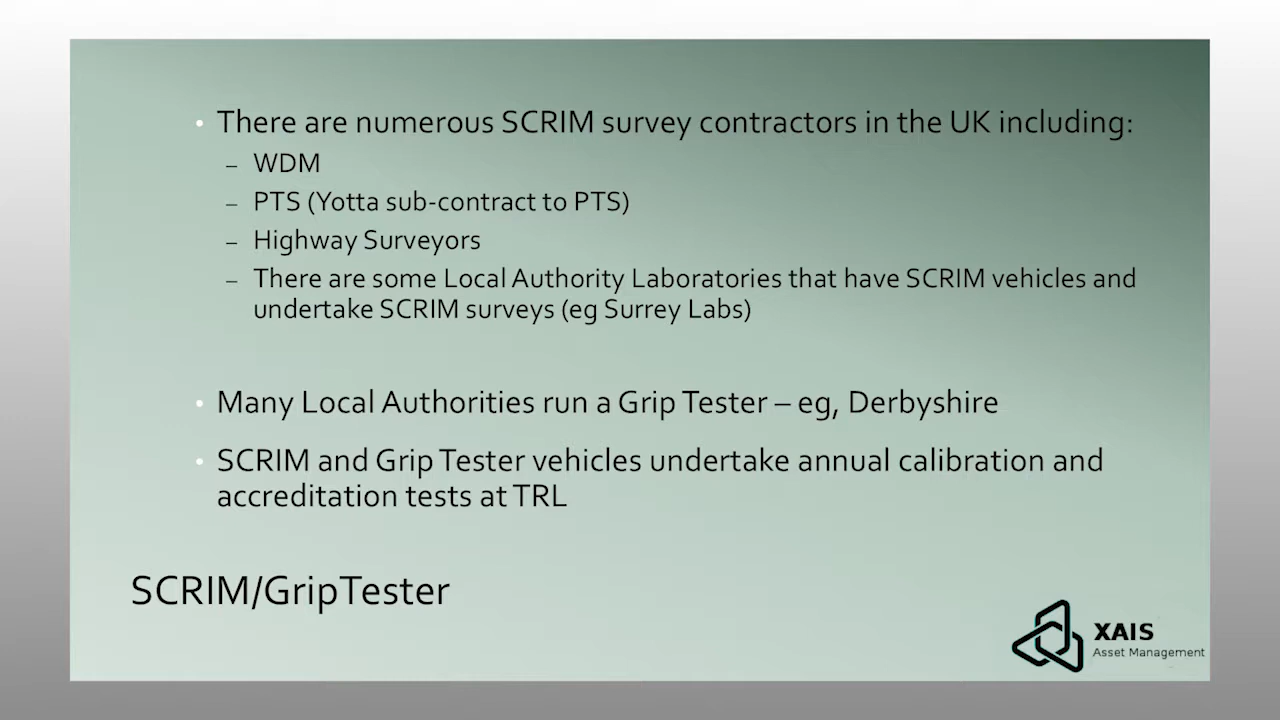 • There are numerous SCRIM survey contractors in the UK including:
– WDM
– PTS (Yotta sub-contract to PTS)
– Highway Surveyors
– There are some Local Authority Laboratories that have SCRIM vehicles and
undertake SCRIM surveys (eg Surrey Labs)
• Many Local Authorities run a Grip Tester – eg, Derbyshire
• SCRIM and Grip Tester vehicles undertake annual calibration and
accreditation tests at TRL
SCRIM/GripTester
XAIS
Asset Management